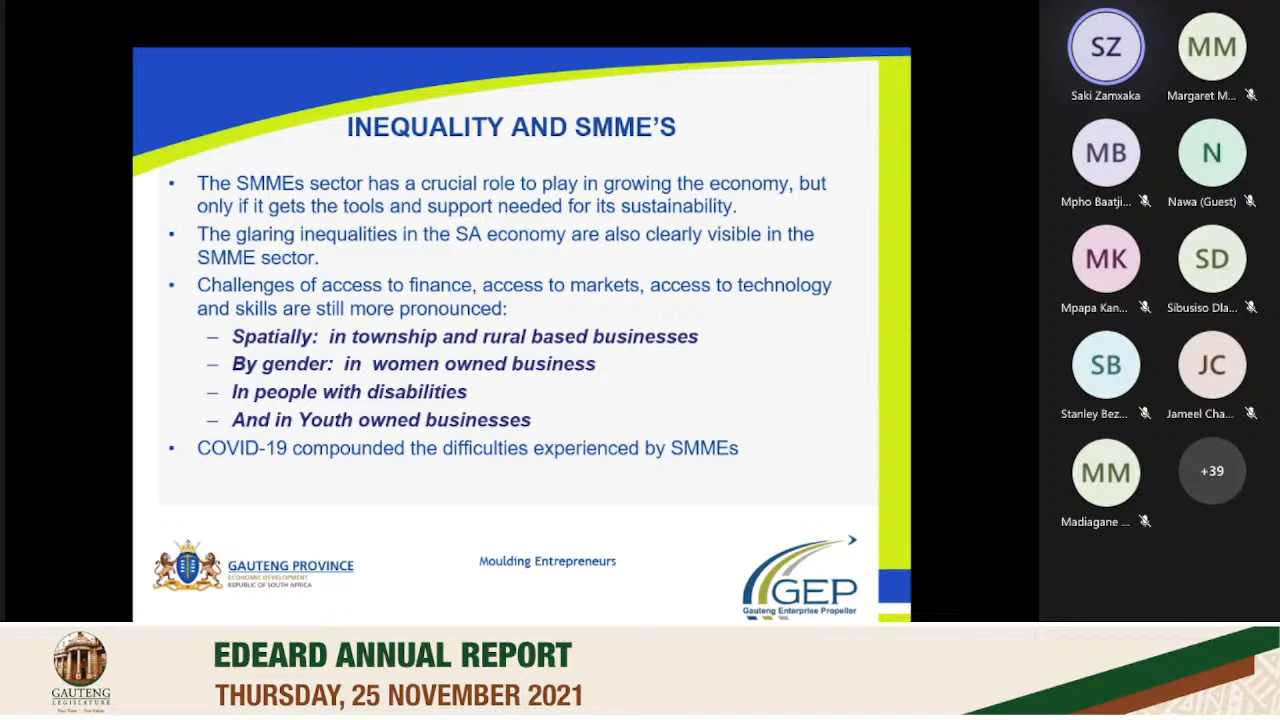 INEQUALITY AND SMME'S
• The SMMEs sector has a crucial role to play in growing the economy, but
only if it gets the tools and support needed for its sustainability.
• The glaring inequalities in the SA economy are also clearly visible in the
SMME sector.
• Challenges of access to finance, access to markets, access to technology
and skills are still more pronounced:
– Spatially: in township and rural based businesses
– By gender: in women owned business
– In people with disabilities
– And in Youth owned businesses
• COVID-19 compounded the difficulties experienced by SMMEs
GAUTENG PROVINCE
ECONOMIC DEVELOPMENT
REPUBLIC OF SOUTH AFRICA
Moulding Entrepreneurs
GEP
Gauteng Enterprise Propeller
SZ
Saki Zamxaka
MM
Margaret M...
MB
Mpho Baatji...
N
Nawa (Guest)
MK
Mpapa Kan...
SD
Sibusiso Dla...
SB
Stanley Bez...
JC
Jameel Cha...
MM
Madiagane ...
+39
GAUTENG
LEGISLATURE
EDEARD ANNUAL REPORT
THURSDAY, 25 NOVEMBER 2021